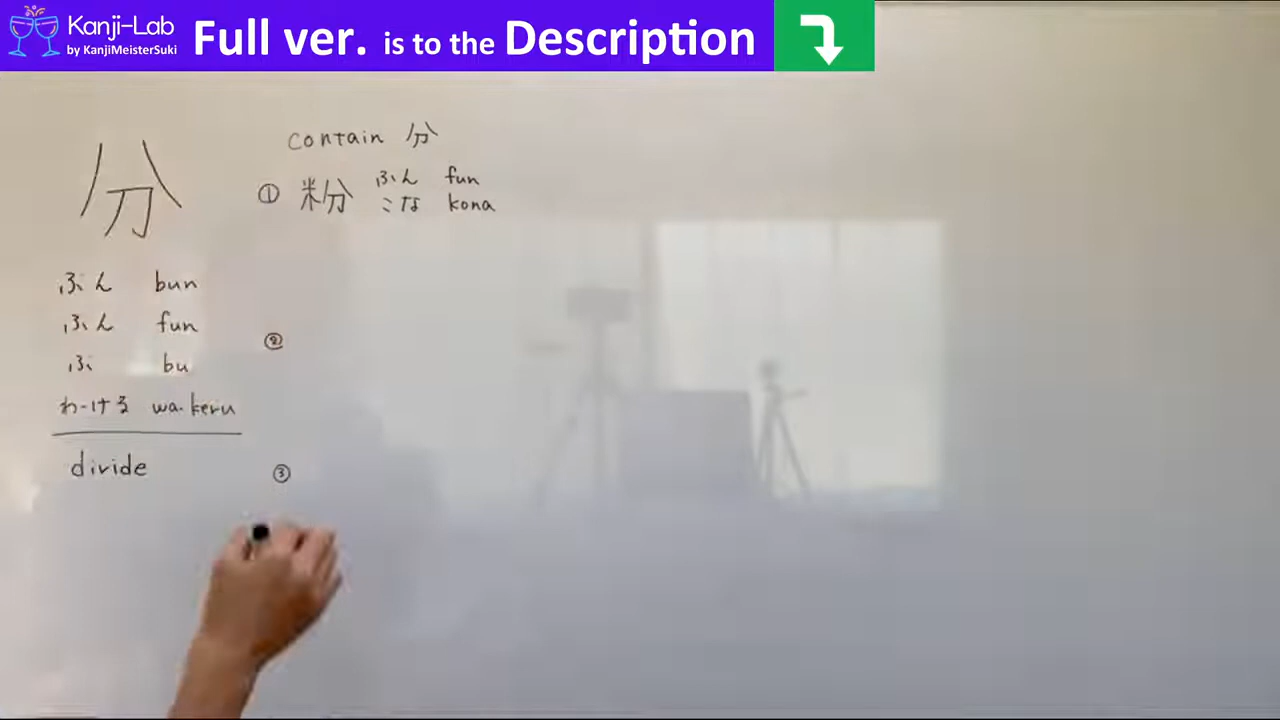 Kanji-Lab
by KanjiMeisterSuki
Full ver. is to the Description
分
ぶん bun
ふん fun
ぶ bu
わ-ける wa-keru
divide
contain 分
① 粉 ふん fun
こな kona
②
③